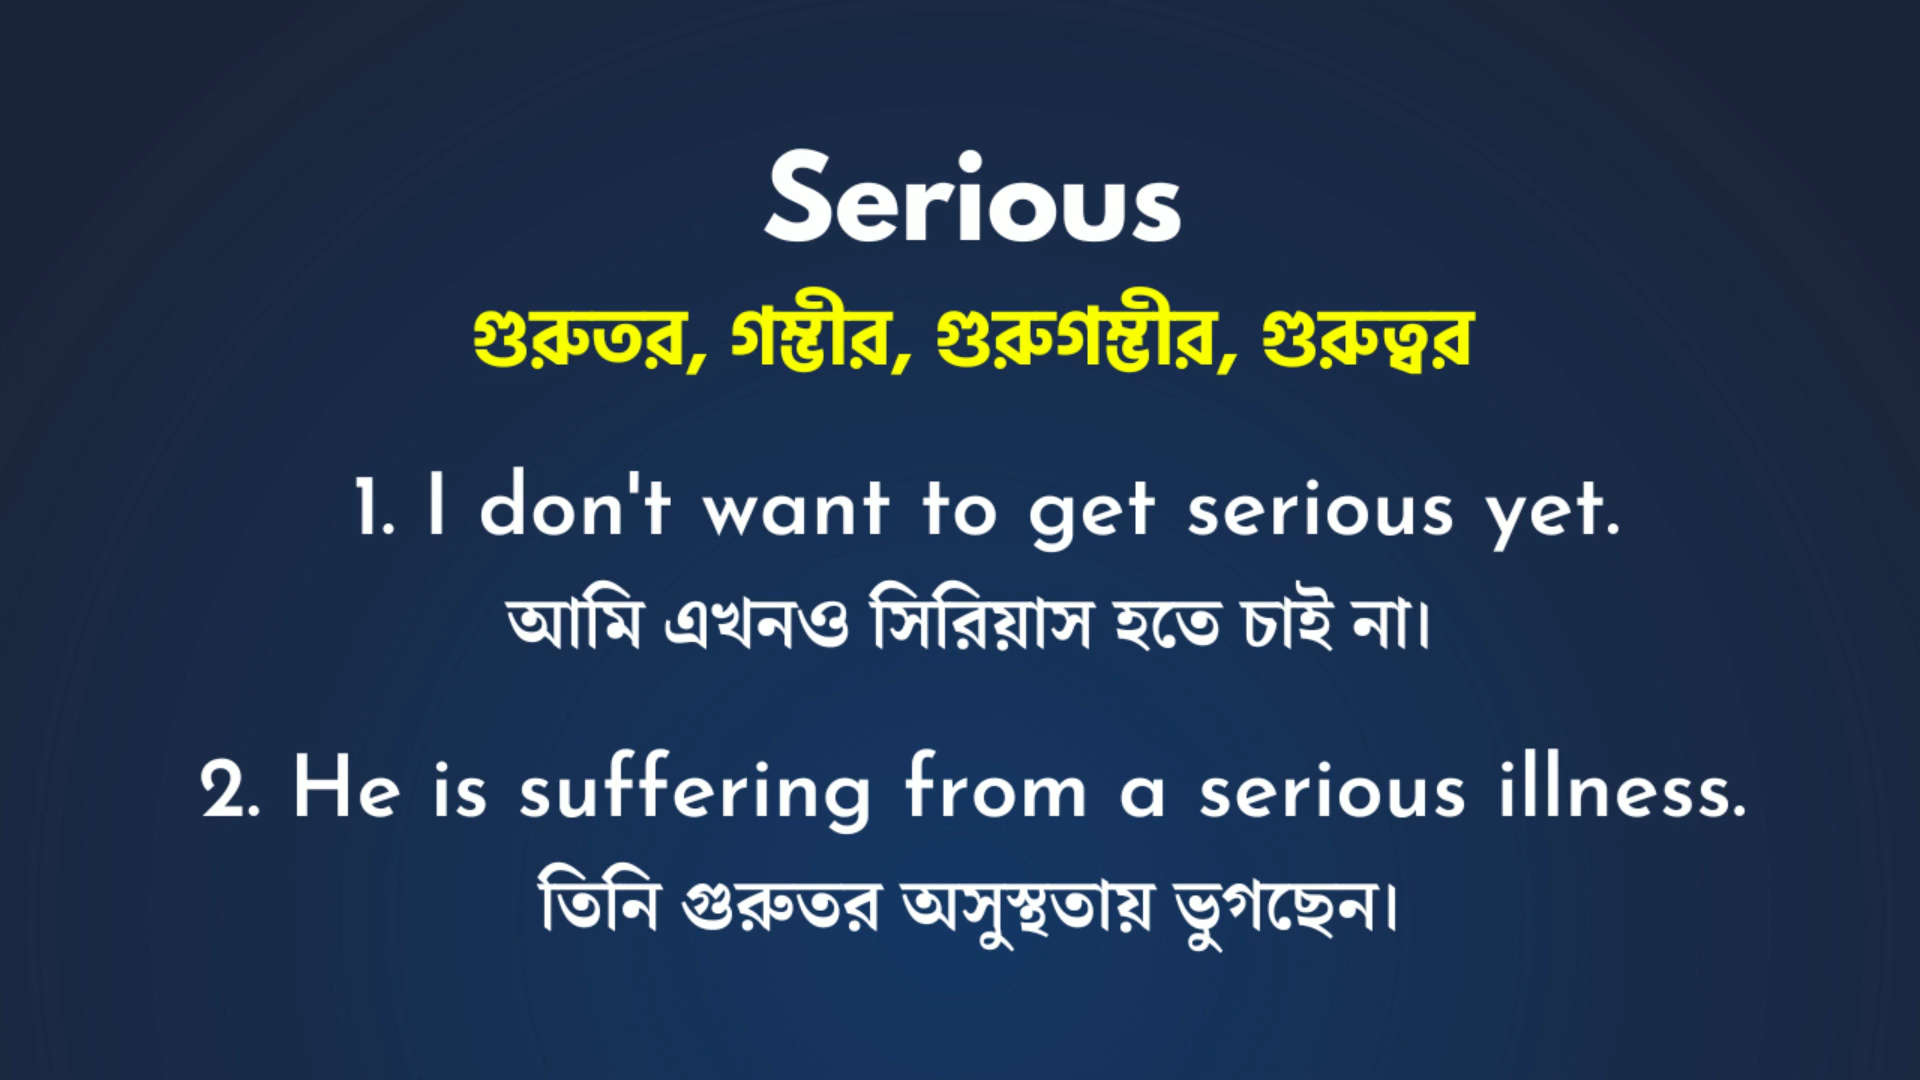 Serious
গুরুতর, গম্ভীর, গুরুগম্ভীর, গুরুত্বর
1. I don't want to get serious yet.
আমি এখনও সিরিয়াস হতে চাই না।
2. He is suffering from a serious illness.
তিনি গুরুতর অসুস্থতায় ভুগছেন।